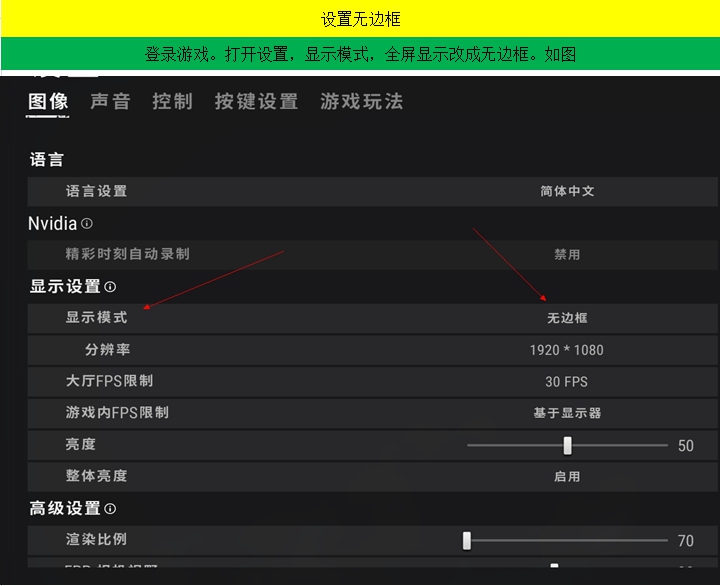 设置无边框
登录游戏。打开设置，显示模式，全屏显示改成无边框。如图
图像 声音 控制 按键设置 游戏玩法
语言
语言设置 简体中文
Nvidia
精彩时刻自动录制 禁用
显示设置
显示模式 无边框
分辨率 1920 * 1080
大厅FPS限制 30 FPS
游戏内FPS限制 基于显示器
亮度 50
整体亮度 启用
高级设置
渲染比例 70